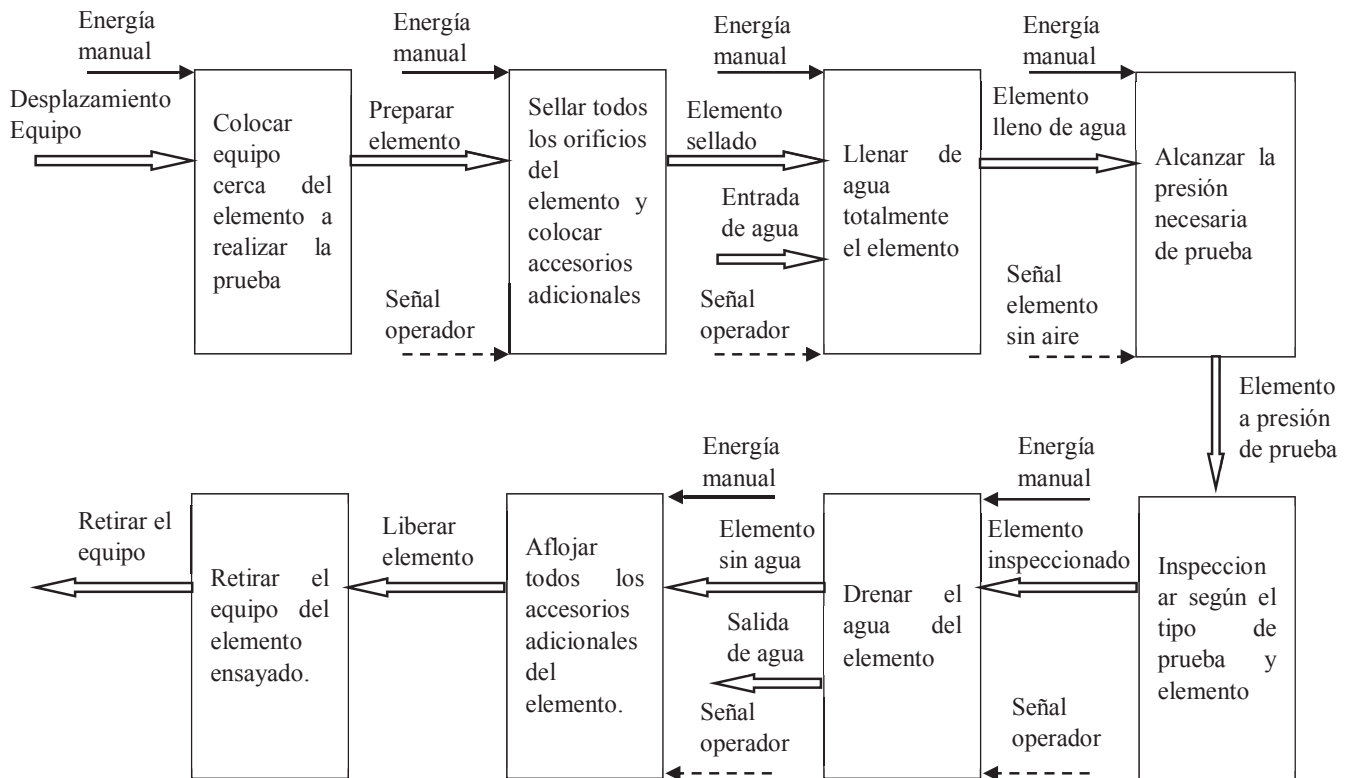 Energía
manual
Desplazamiento
Equipo
Colocar
equipo
cerca del
elemento a
realizar la
prueba
Energía
manual
Preparar
elemento
Señal
operador
Sellar todos
los orificios
del
elemento y
colocar
accesorios
adicionales
Energía
manual
Elemento
sellado
Entrada
de agua
Señal
operador
Llenar de
agua
totalmente
el elemento
Energía
manual
Elemento
lleno de agua
Señal
elemento
sin aire
Alcanzar la
presión
necesaria
de prueba
Elemento
a presión
de prueba
Inspeccion
ar según el
tipo de
prueba y
elemento
Energía
manual
Elemento
inspeccionado
Señal
operador
Drenar el
agua del
elemento
Energía
manual
Elemento
sin agua
Salida
de agua
Señal
operador
Aflojar
todos los
accesorios
adicionales
del
elemento.
Liberar
elemento
Retirar el
equipo del
elemento
ensayado.
Retirar el
equipo